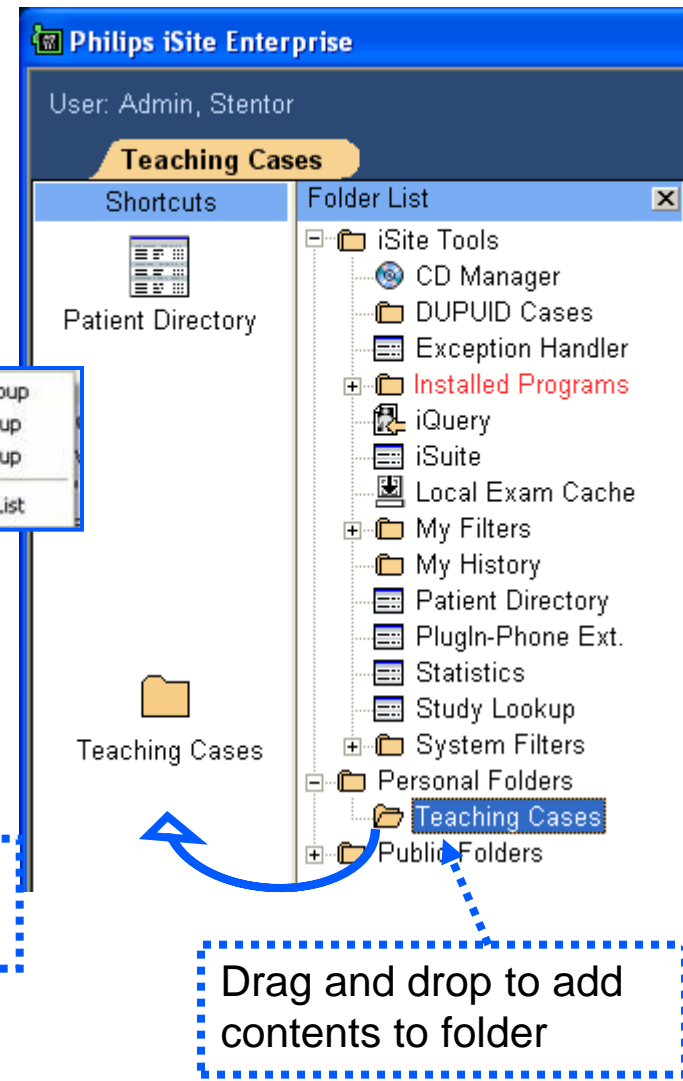 Philips iSite Enterprise
User: Admin, Stentor
Teaching Cases
Shortcuts
Patient Directory
Teaching Cases
Folder List
iSite Tools
CD Manager
DUPUID Cases
Exception Handler
Installed Programs
iQuery
iSuite
Local Exam Cache
My Filters
My History
Patient Directory
PlugIn-Phone Ext.
Statistics
Study Lookup
System Filters
Personal Folders
Teaching Cases
Public Folders
Drag and drop to add
contents to folder